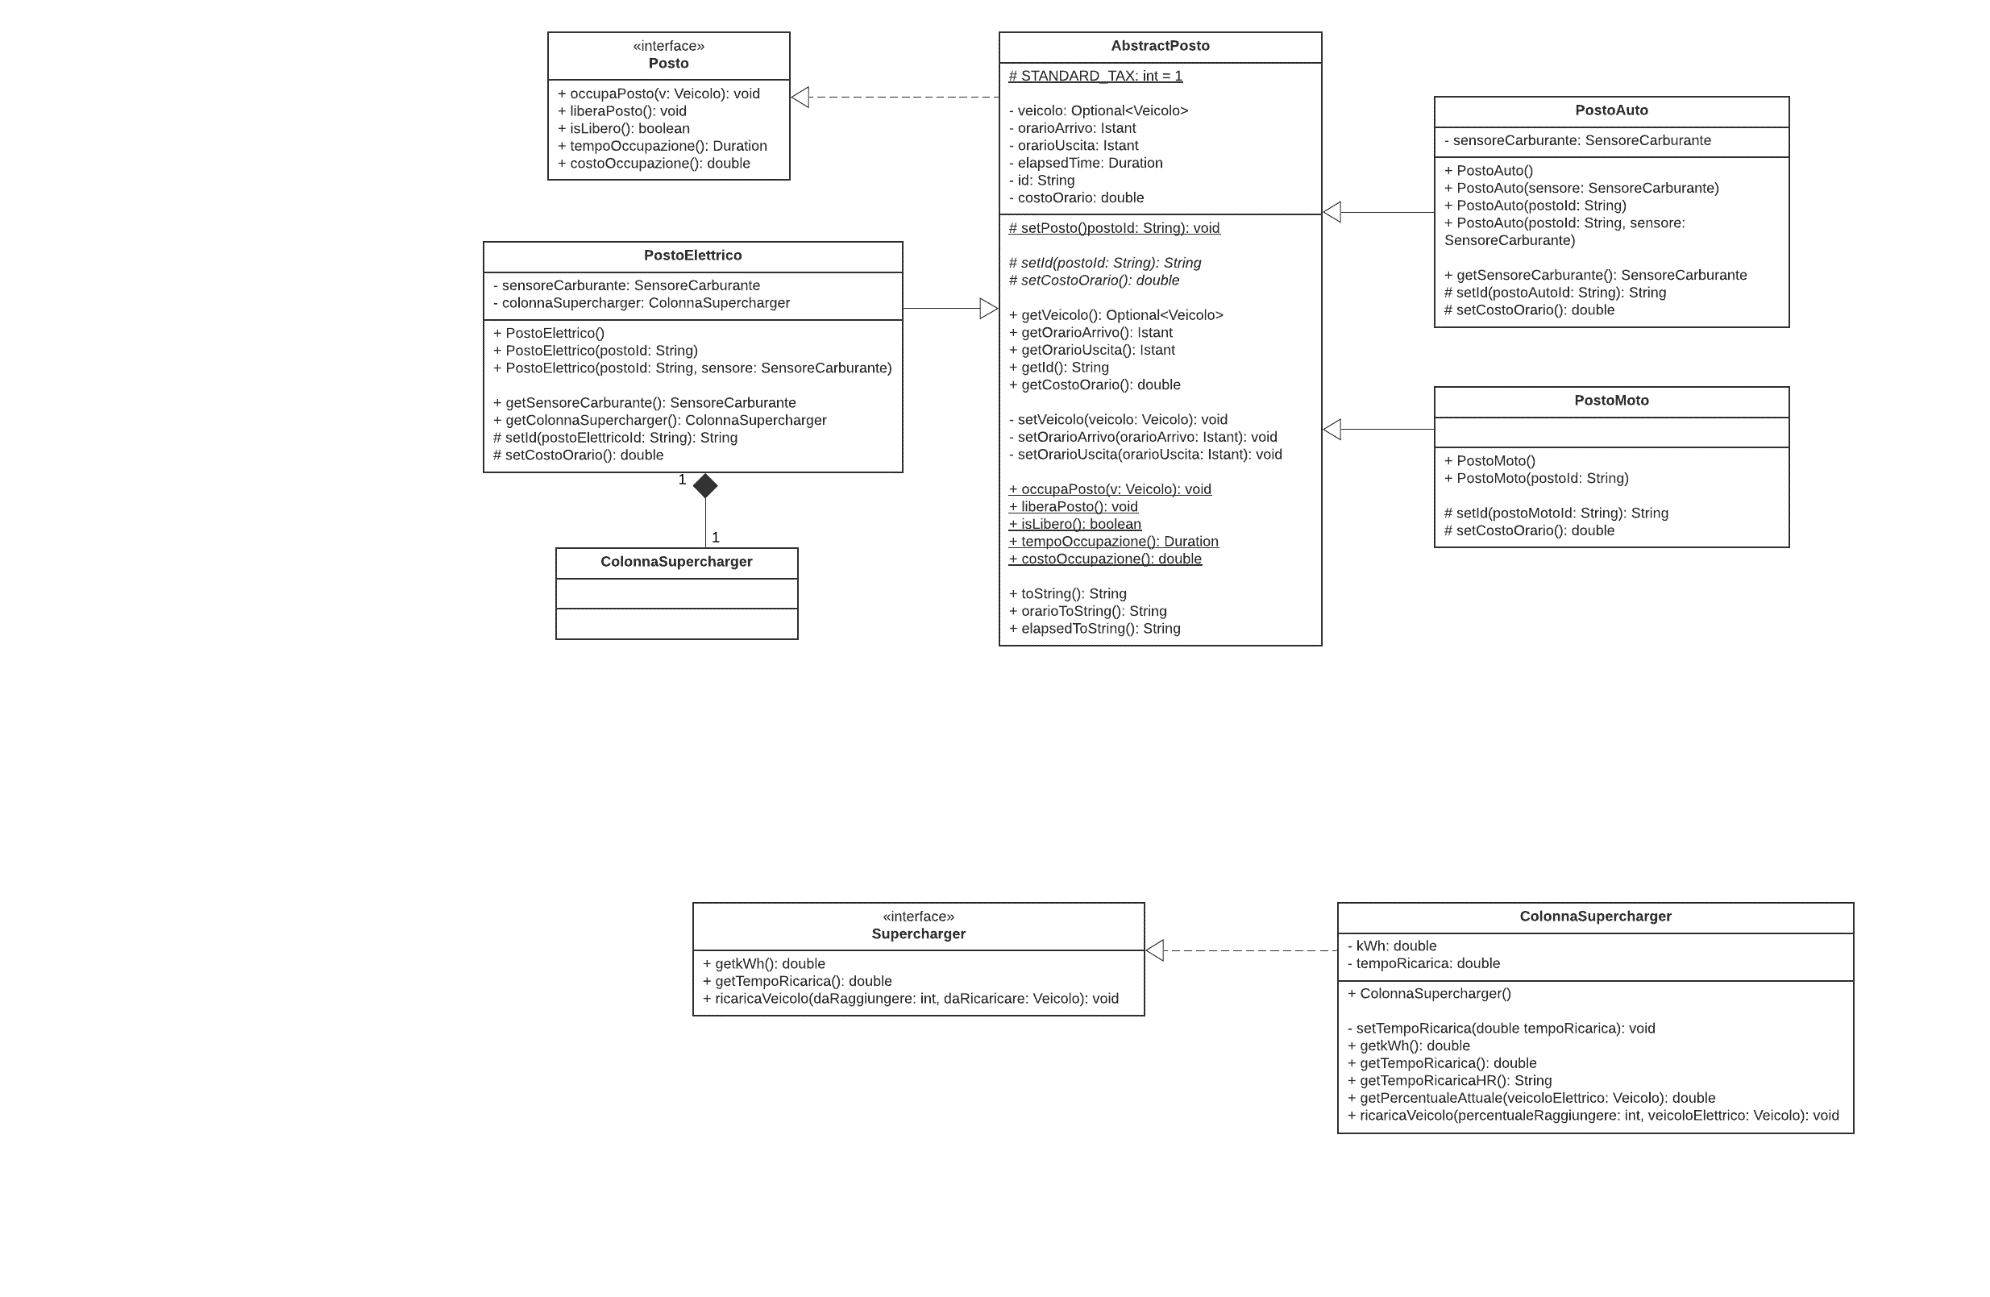 «interface»
Posto
+ occupaPosto(v: Veicolo): void
+ liberaPosto(): void
+ isLibero(): boolean
+ tempoOccupazione(): Duration
+ costoOccupazione(): double
AbstractPosto
# STANDARD_TAX: int = 1
- veicolo: Optional<Veicolo>
- orarioArrivo: Istant
- orarioUscita: Istant
- elapsedTime: Duration
- id: String
- costoOrario: double
# setPosto()postoId: String): void
# setId(postoId: String): String
# setCostoOrario(): double
+ getVeicolo(): Optional<Veicolo>
+ getOrarioArrivo(): Istant
+ getOrarioUscita(): Istant
+ getId(): String
+ getCostoOrario(): double
- setVeicolo(veicolo: Veicolo): void
- setOrarioArrivo(orarioArrivo: Istant): void
- setOrarioUscita(orarioUscita: Istant): void
+ occupaPosto(v: Veicolo): void
+ liberaPosto(): void
+ isLibero(): boolean
+ tempoOccupazione(): Duration
+ costoOccupazione(): double
+ toString(): String
+ orarioToString(): String
+ elapsedToString(): String
PostoAuto
- sensoreCarburante: SensoreCarburante
+ PostoAuto()
+ PostoAuto(sensore: SensoreCarburante)
+ PostoAuto(postoId: String)
+ PostoAuto(postoId: String, sensore:
SensoreCarburante)
+ getSensoreCarburante(): SensoreCarburante
# setId(postoAutoId: String): String
# setCostoOrario(): double
PostoElettrico
- sensoreCarburante: SensoreCarburante
- colonnaSupercharger: ColonnaSupercharger
+ PostoElettrico()
+ PostoElettrico(postoId: String)
+ PostoElettrico(postoId: String, sensore: SensoreCarburante)
+ getSensoreCarburante(): SensoreCarburante
+ getColonnaSupercharger(): ColonnaSupercharger
# setId(postoElettricoId: String): String
# setCostoOrario(): double
1
1
ColonnaSupercharger
PostoMoto
+ PostoMoto()
+ PostoMoto(postoId: String)
# setId(postoMotoId: String): String
# setCostoOrario(): double
«interface»
Supercharger
+ getkWh(): double
+ getTempoRicarica(): double
+ ricaricaVeicolo(daRaggiungere: int, daRicaricare: Veicolo): void
ColonnaSupercharger
- kWh: double
- tempoRicarica: double
+ ColonnaSupercharger()
- setTempoRicarica(double tempoRicarica): void
+ getkWh(): double
+ getTempoRicarica(): double
+ getTempoRicaricaHR(): String
+ getPercentualeAttuale(veicoloElettrico: Veicolo): double
+ ricaricaVeicolo(percentualeRaggiungere: int, veicoloElettrico: Veicolo): void